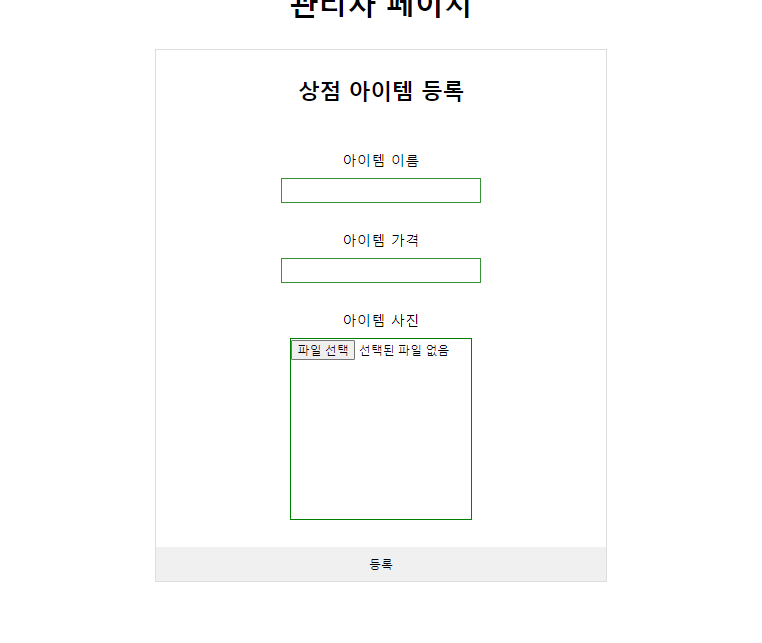 관리자 페이지
상점 아이템 등록
아이템 이름
아이템 가격
아이템 사진
파일 선택 선택된 파일 없음
등록